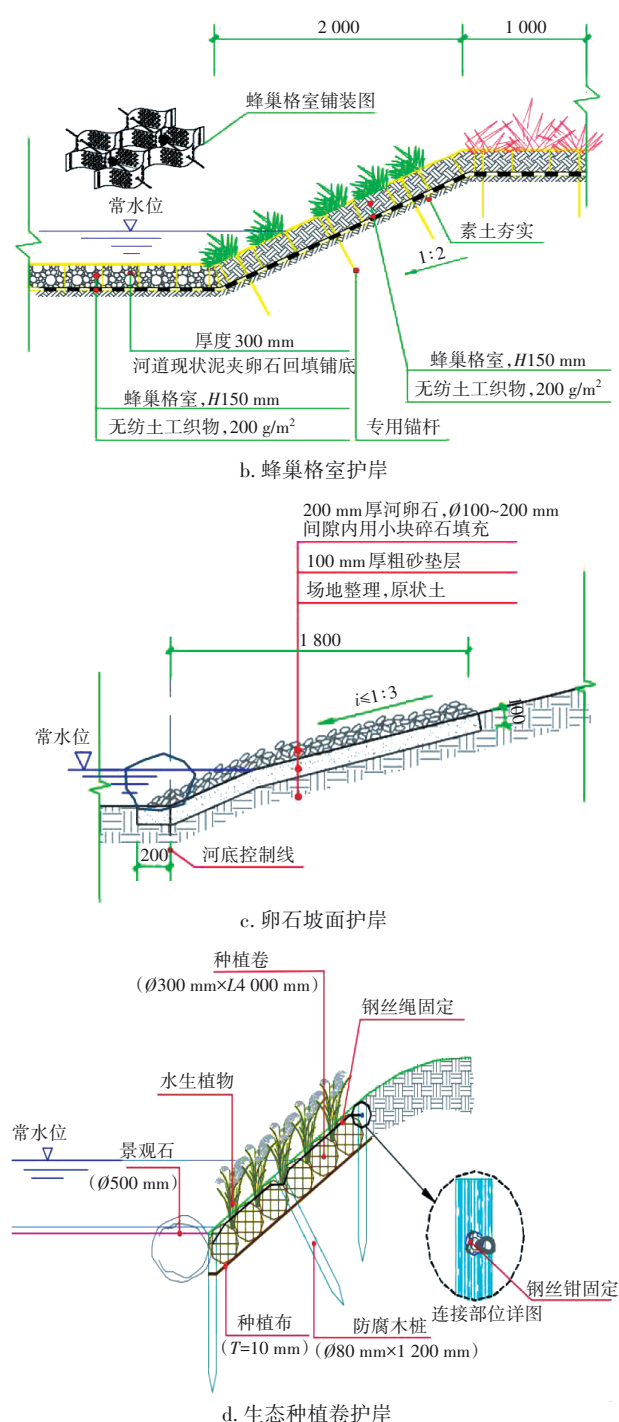 2 000
1 000
蜂巢格室铺装图
常水位
素土夯实
1:2
厚度 300 mm
河道现状泥夹卵石回填铺底
蜂巢格室,H150 mm
无纺土工织物,200 g/m²
蜂巢格室,H150 mm
无纺土工织物,200 g/m²
专用锚杆
b. 蜂巢格室护岸
200 mm 厚河卵石,Ø100~200 mm
间隙内用小块碎石填充
100 mm 厚粗砂垫层
场地整理,原状土
1 800
i≤1:3
100
常水位
200
河底控制线
c. 卵石坡面护岸
种植卷
(Ø300 mm×L4 000 mm)
钢丝绳固定
水生植物
常水位
景观石
(Ø500 mm)
钢丝钳固定
连接部位详图
种植布
(T=10 mm)
防腐木桩
(Ø80 mm×1 200 mm)
d. 生态种植卷护岸